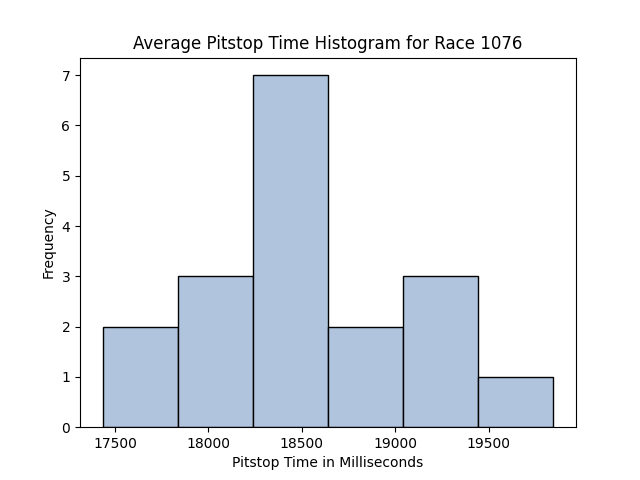 Average Pitstop Time Histogram for Race 1076
7
6
5
4
3
2
1
0
Frequency
17500 18000 18500 19000 19500
Pitstop Time in Milliseconds